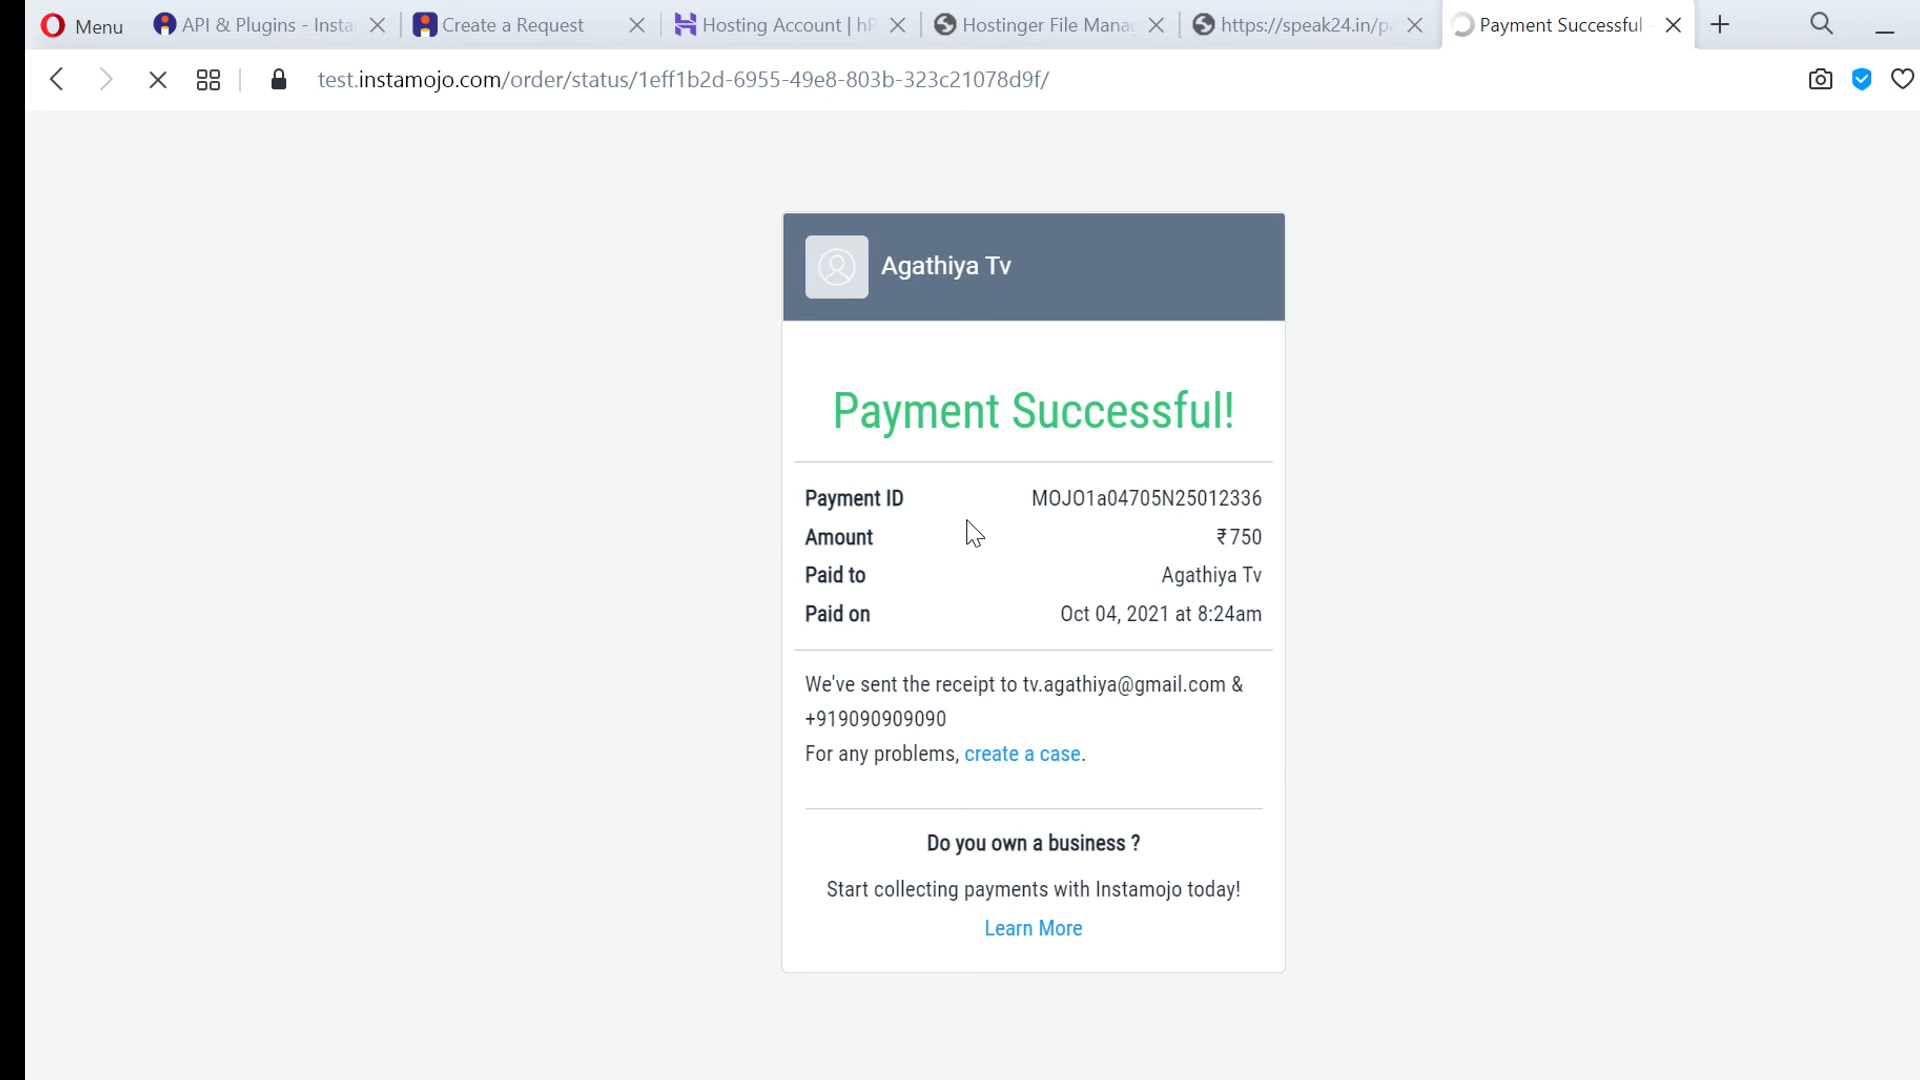 Menu
API & Plugins - Insta
Create a Request
Hosting Account | hP
Hostinger File Mana
https://speak24.in/pa
Payment Successful -
test.instamojo.com/order/status/1eff1b2d-6955-49e8-803b-323c21078d9f/
Agathiya Tv
Payment Successful!
Payment ID MOJO1a04705N25012336
Amount ₹750
Paid to Agathiya Tv
Paid on Oct 04, 2021 at 8:24am
We've sent the receipt to tv.agathiya@gmail.com &
+919090909090
For any problems, create a case.
Do you own a business ?
Start collecting payments with Instamojo today!
Learn More